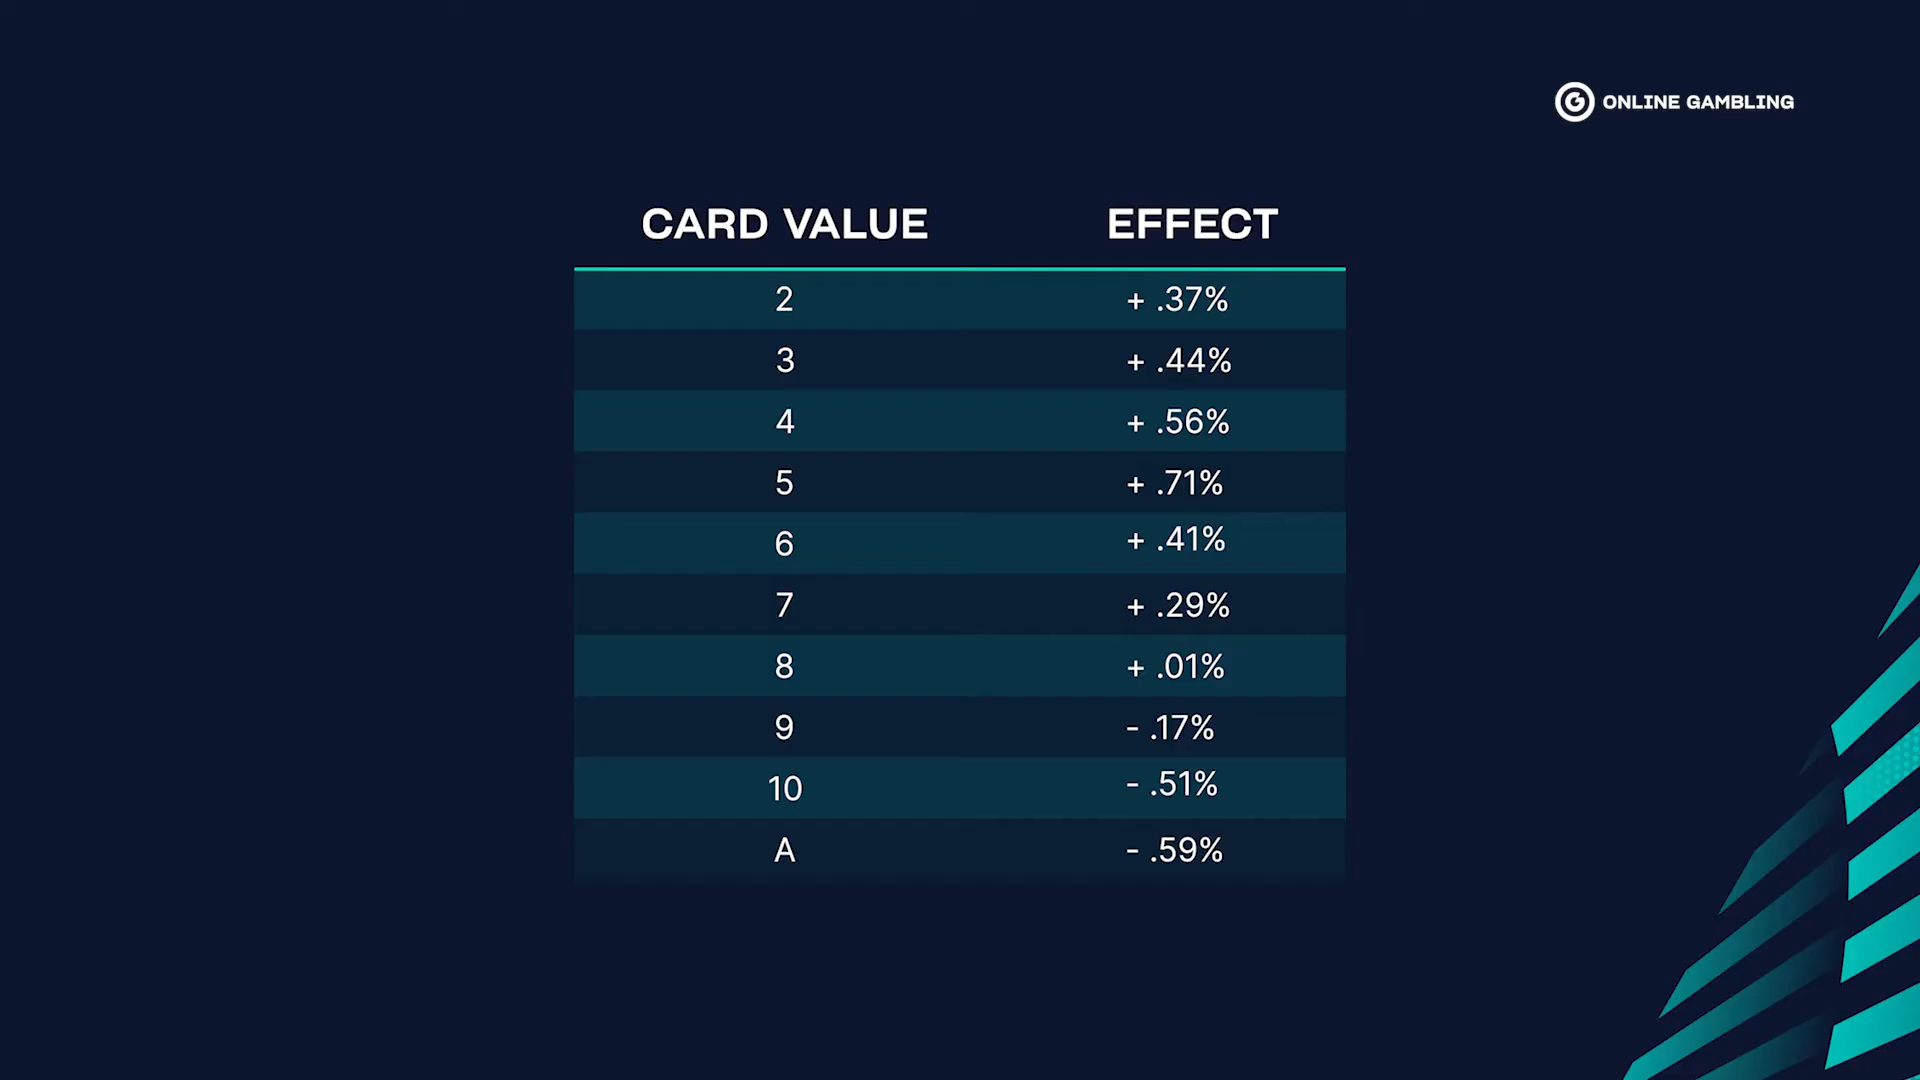 ONLINE GAMBLING
CARD VALUE EFFECT
2 + .37%
3 + .44%
4 + .56%
5 + .71%
6 + .41%
7 + .29%
8 + .01%
9 - .17%
10 - .51%
A - .59%